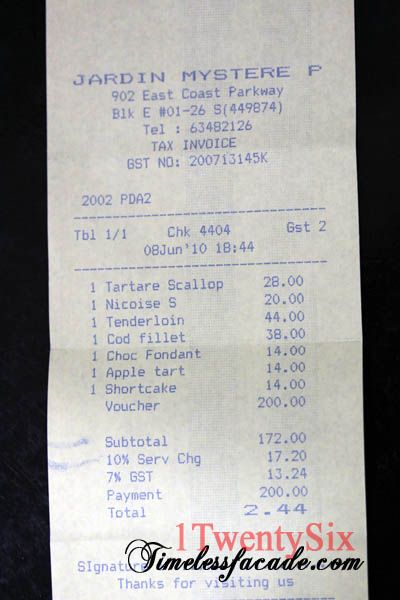 JARDIN MYSTERE P
902 East Coast Parkway
Blk E #01-26 S(449874)
Tel : 63482126
TAX INVOICE
GST NO: 200713145K
2002 PDA2
Tbl 1/1 Chk 4404 Gst 2
08Jun'10 18:44
1 Tartare Scallop 28.00
1 Nicoise S 20.00
1 Tenderloin 44.00
1 Cod fillet 38.00
1 Choc Fondant 14.00
1 Apple tart 14.00
1 Shortcake 14.00
Voucher 200.00
Subtotal 172.00
10% Serv Chg 17.20
7% GST 13.24
Payment 200.00
Total 2.44
1TwentySix
SIgnature
Timelessfacade.com
Thanks for visiting us